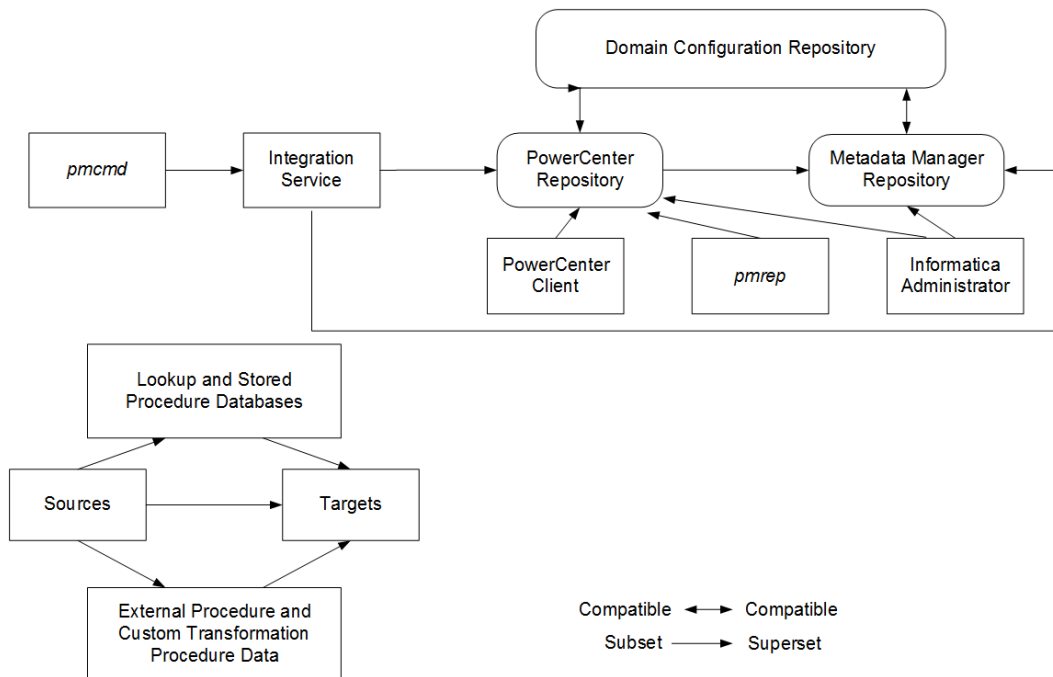 Domain Configuration Repository
pmcmd
Integration
Service
PowerCenter
Repository
Metadata Manager
Repository
PowerCenter
Client
pmrep
Informatica
Administrator
Lookup and Stored
Procedure Databases
Sources
Targets
External Procedure and
Custom Transformation
Procedure Data
Compatible
Compatible
Subset
Superset